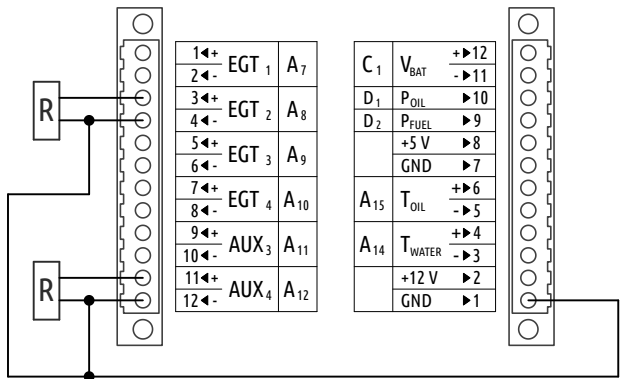 R
R
1◄+ EGT 1 A7
2◄-
3◄+ EGT 2 A8
4◄-
5◄+ EGT 3 A9
6◄-
7◄+ EGT 4 A10
8◄-
9◄+ AUX3 A11
10◄-
11◄+ AUX4 A12
12◄-
C1 VBAT +►12
-►11
D1 POIL ►10
D2 PFUEL ►9
+5 V ►8
GND ►7
A15 TOIL +►6
-►5
A14 TWATER +►4
-►3
+12 V ►2
GND ►1